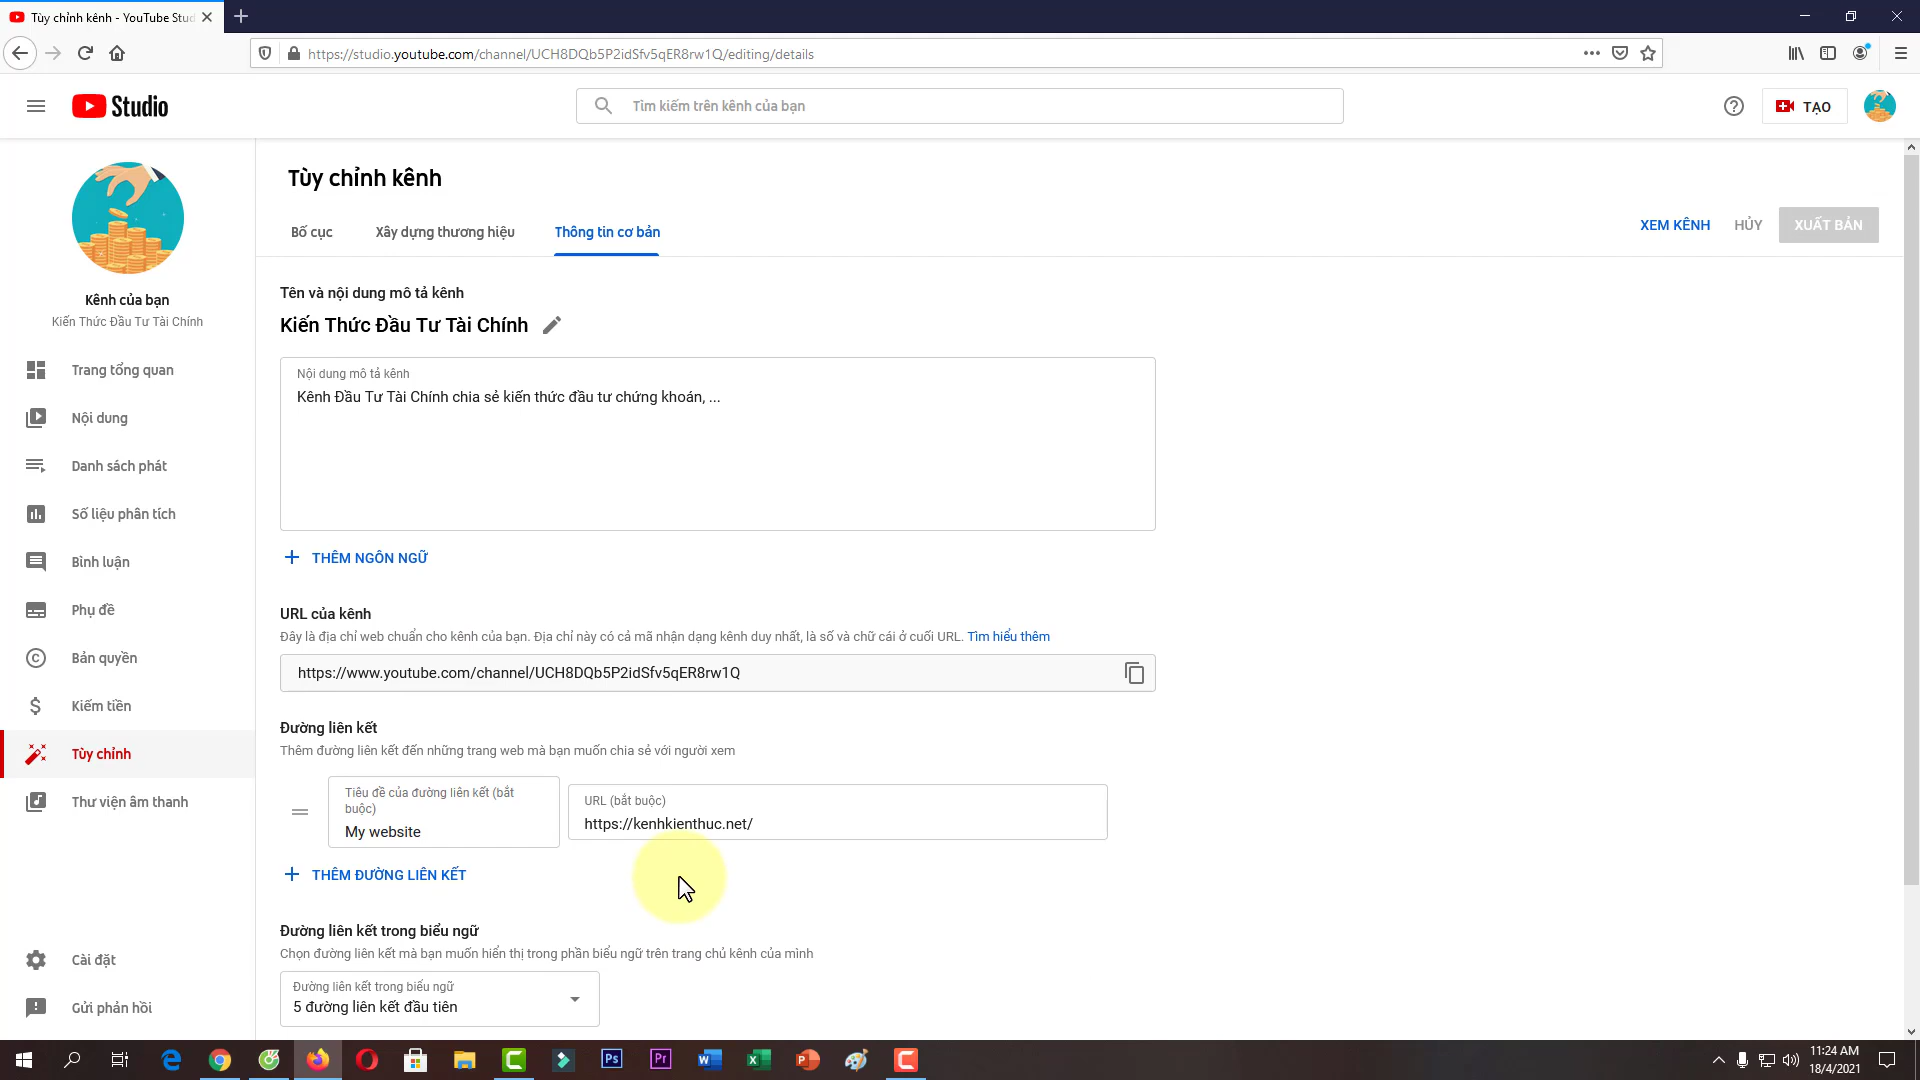 Tùy chỉnh kênh - YouTube Stud
https://studio.youtube.com/channel/UCH8DQb5P2idSfv5qER8rw1Q/editing/details
Studio
Tìm kiếm trên kênh của bạn
TẠO
Kênh của bạn
Kiến Thức Đầu Tư Tài Chính
Trang tổng quan
Nội dung
Danh sách phát
Số liệu phân tích
Bình luận
Phụ đề
Bản quyền
Kiếm tiền
Tùy chỉnh
Thư viện âm thanh
Cài đặt
Gửi phản hồi
Tùy chỉnh kênh
Bố cục
Xây dựng thương hiệu
Thông tin cơ bản
XEM KÊNH
HỦY
XUẤT BẢN
Tên và nội dung mô tả kênh
Kiến Thức Đầu Tư Tài Chính
Nội dung mô tả kênh
Kênh Đầu Tư Tài Chính chia sẻ kiến thức đầu tư chứng khoán, ...
THÊM NGÔN NGỮ
URL của kênh
Đây là địa chỉ web chuẩn cho kênh của bạn. Địa chỉ này có cả mã nhận dạng kênh duy nhất, là số và chữ cái ở cuối URL. Tìm hiểu thêm
https://www.youtube.com/channel/UCH8DQb5P2idSfv5qER8rw1Q
Đường liên kết
Thêm đường liên kết đến những trang web mà bạn muốn chia sẻ với người xem
Tiêu đề của đường liên kết (bắt
buộc)
My website
URL (bắt buộc)
https://kenhkienthuc.net/
THÊM ĐƯỜNG LIÊN KẾT
Đường liên kết trong biểu ngữ
Chọn đường liên kết mà bạn muốn hiển thị trong phần biểu ngữ trên trang chủ kênh của mình
Đường liên kết trong biểu ngữ
5 đường liên kết đầu tiên
Ps
Pr
11:24 AM
18/4/2021